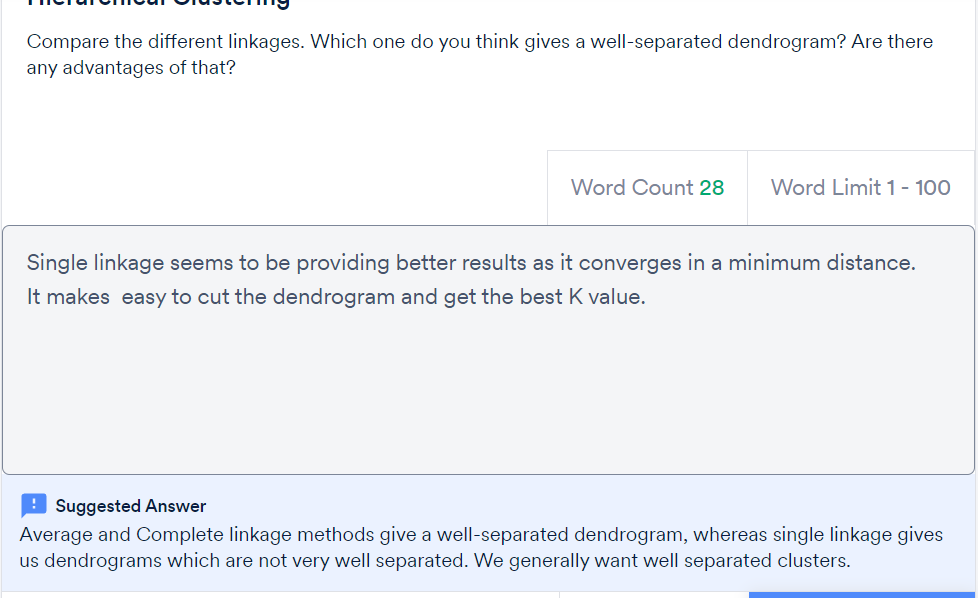 Hierarchical Clustering
Compare the different linkages. Which one do you think gives a well-separated dendrogram? Are there
any advantages of that?
Word Count 28
Word Limit 1 - 100
Single linkage seems to be providing better results as it converges in a minimum distance.
It makes  easy to cut the dendrogram and get the best K value.
Suggested Answer
Average and Complete linkage methods give a well-separated dendrogram, whereas single linkage gives
us dendrograms which are not very well separated. We generally want well separated clusters.